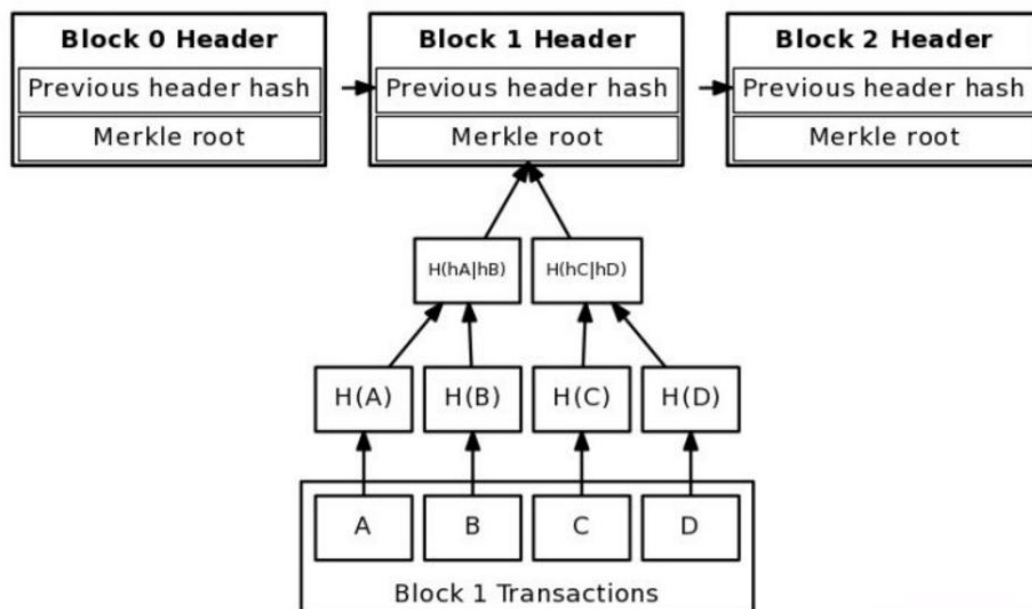 Block 0 Header
Previous header hash
Merkle root
Block 1 Header
Previous header hash
Merkle root
Block 2 Header
Previous header hash
Merkle root
H(hA|hB)
H(hC|hD)
H(A)
H(B)
H(C)
H(D)
A
B
C
D
Block 1 Transactions